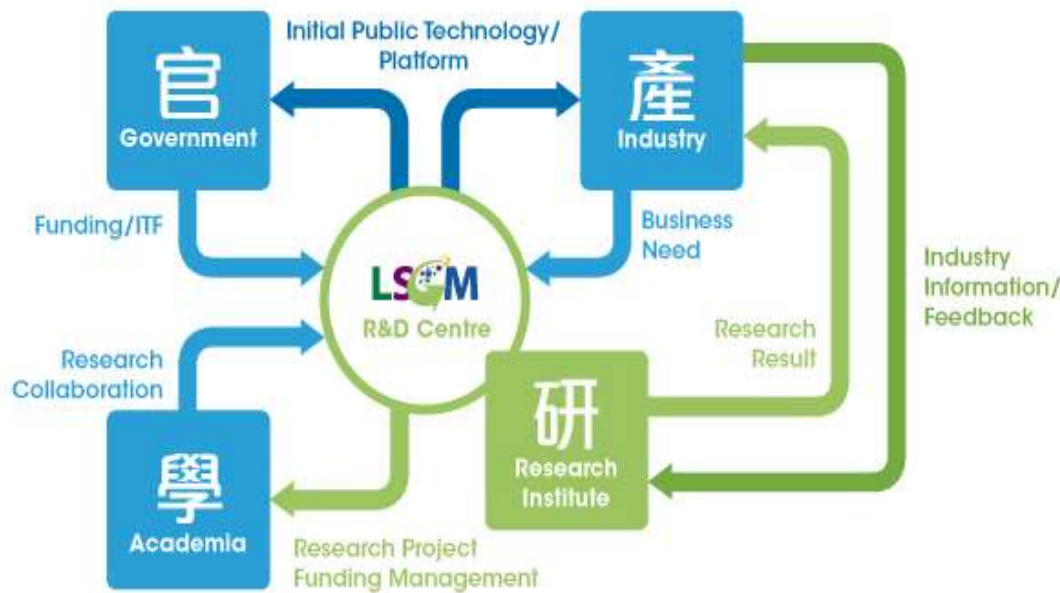 Initial Public Technology/
Platform
官
Government
產
Industry
Funding/ITF
Business
Need
LSCM
R&D Centre
Industry
Information/
Feedback
Research
Result
Research
Collaboration
研
Research
Institute
學
Academia
Research Project
Funding Management